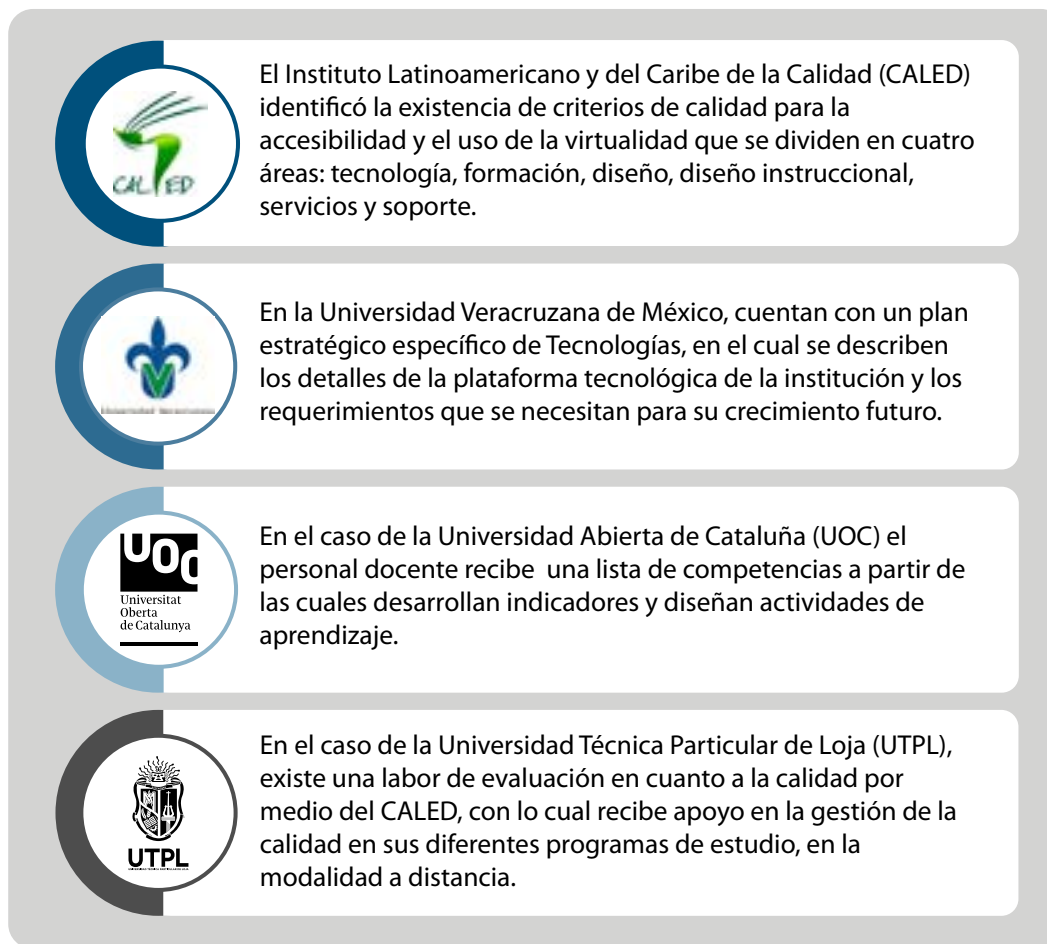 El Instituto Latinoamericano y del Caribe de la Calidad (CALED)
identificó la existencia de criterios de calidad para la
accesibilidad y el uso de la virtualidad que se dividen en cuatro
áreas: tecnología, formación, diseño, diseño instruccional,
servicios y soporte.
CALED
En la Universidad Veracruzana de México, cuentan con un plan
estratégico específico de Tecnologías, en el cual se describen
los detalles de la plataforma tecnológica de la institución y los
requerimientos que se necesitan para su crecimiento futuro.
Universidad Veracruzana
En el caso de la Universidad Abierta de Cataluña (UOC) el
personal docente recibe  una lista de competencias a partir de
las cuales desarrollan indicadores y diseñan actividades de
aprendizaje.
UOC
Universitat
Oberta
de Catalunya
En el caso de la Universidad Técnica Particular de Loja (UTPL),
existe una labor de evaluación en cuanto a la calidad por
medio del CALED, con lo cual recibe apoyo en la gestión de la
calidad en sus diferentes programas de estudio, en la
modalidad a distancia.
UTPL